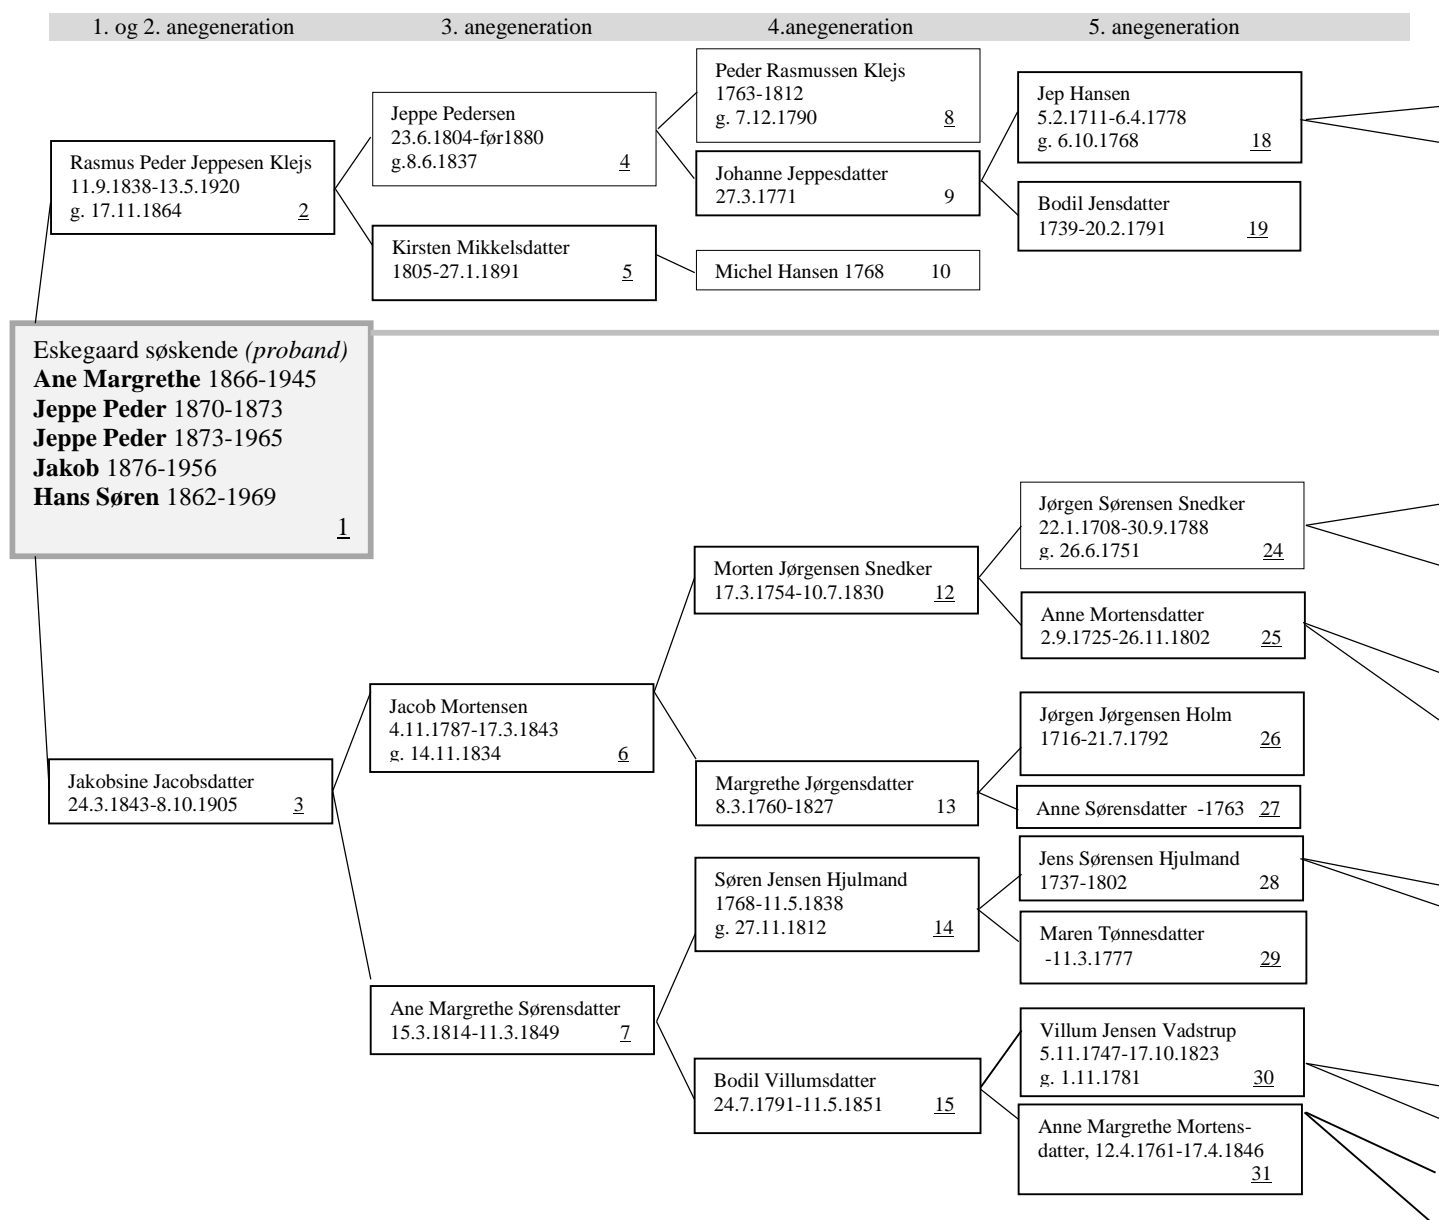 1. og 2. anegeneration
3. anegeneration
4.anegeneration
5. anegeneration
Rasmus Peder Jeppesen Klejs
11.9.1838-13.5.1920
g. 17.11.1864 2
Jeppe Pedersen
23.6.1804-før1880
g.8.6.1837 4
Kirsten Mikkelsdatter
1805-27.1.1891 5
Peder Rasmussen Klejs
1763-1812
g. 7.12.1790 8
Johanne Jeppesdatter
27.3.1771 9
Michel Hansen 1768 10
Jep Hansen
5.2.1711-6.4.1778
g. 6.10.1768 18
Bodil Jensdatter
1739-20.2.1791 19
Eskegaard søskende (proband)
Ane Margrethe 1866-1945
Jeppe Peder 1870-1873
Jeppe Peder 1873-1965
Jakob 1876-1956
Hans Søren 1862-1969
1
Jakobsine Jacobsdatter
24.3.1843-8.10.1905 3
Jacob Mortensen
4.11.1787-17.3.1843
g. 14.11.1834 6
Ane Margrethe Sørensdatter
15.3.1814-11.3.1849 7
Morten Jørgensen Snedker
17.3.1754-10.7.1830 12
Margrethe Jørgensdatter
8.3.1760-1827 13
Søren Jensen Hjulmand
1768-11.5.1838
g. 27.11.1812 14
Bodil Villumsdatter
24.7.1791-11.5.1851 15
Jørgen Sørensen Snedker
22.1.1708-30.9.1788
g. 26.6.1751 24
Anne Mortensdatter
2.9.1725-26.11.1802 25
Jørgen Jørgensen Holm
1716-21.7.1792 26
Anne Sørensdatter -1763 27
Jens Sørensen Hjulmand
1737-1802 28
Maren Tønnesdatter
-11.3.1777 29
Villum Jensen Vadstrup
5.11.1747-17.10.1823
g. 1.11.1781 30
Anne Margrethe Mortens-
datter, 12.4.1761-17.4.1846
31